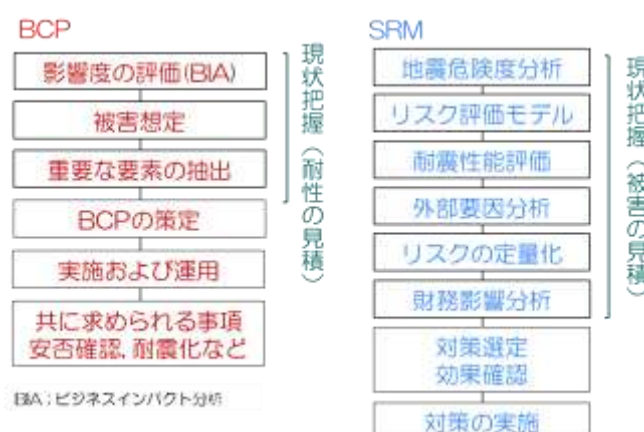 BCP
影響度の評価(BIA)
被害想定
重要な要素の抽出
BCPの策定
実施および運用
共に求められる事項
安否確認、耐震化など
現状把握（耐性の見積）
BIA：ビジネスインパクト分析
SRM
地震危険度分析
リスク評価モデル
耐震性能評価
外部要因分析
リスクの定量化
財務影響分析
対策選定
効果確認
対策の実施
現状把握（被害の見積）